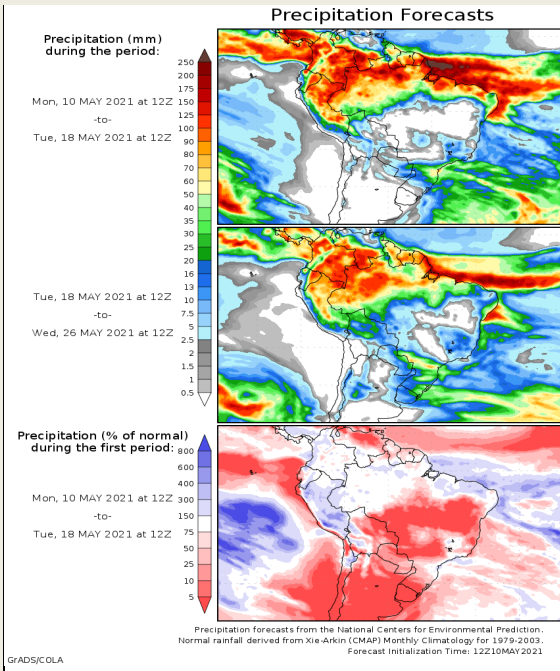 Precipitation Forecasts
Precipitation (mm)
during the period:
Mon, 10 MAY 2021 at 12Z
-to-
Tue, 18 MAY 2021 at 12Z
250
200
175
150
125
100
90
80
70
60
50
40
35
30
25
20
16
13
10
7.5
5
2.5
2
1.5
1
0.5
Tue, 18 MAY 2021 at 12Z
-to-
Wed, 26 MAY 2021 at 12Z
Precipitation (% of normal)
during the first period:
Mon, 10 MAY 2021 at 12Z
-to-
Tue, 18 MAY 2021 at 12Z
800
600
400
300
150
75
50
25
10
5
Precipitation forecasts from the National Centers for Environmental Prediction.
Normal rainfall derived from Xie-Arkin (CMAP) Monthly Climatology for 1979-2003.
Forecast Initialization Time: 12Z10MAY2021
GrADS/COLA